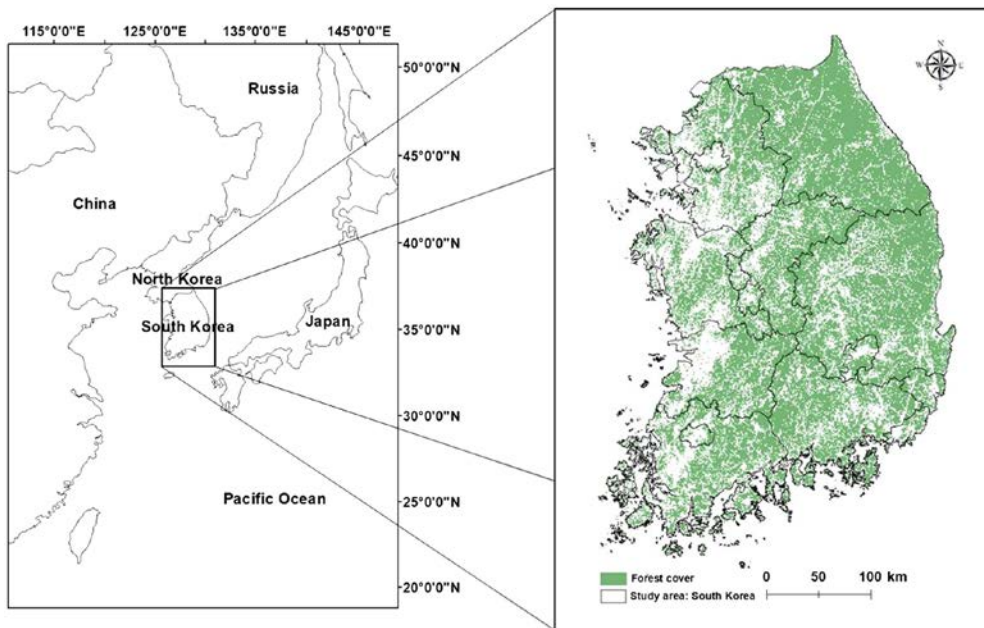 115°0'0"E 125°0'0"E 135°0'0"E 145°0'0"E
50°0'0"N
Russia
45°0'0"N
China
40°0'0"N
North Korea
South Korea
Japan
35°0'0"N
30°0'0"N
Pacific Ocean
25°0'0"N
20°0'0"N
N
W E
S
Forest cover
Study area: South Korea
0 50 100 km